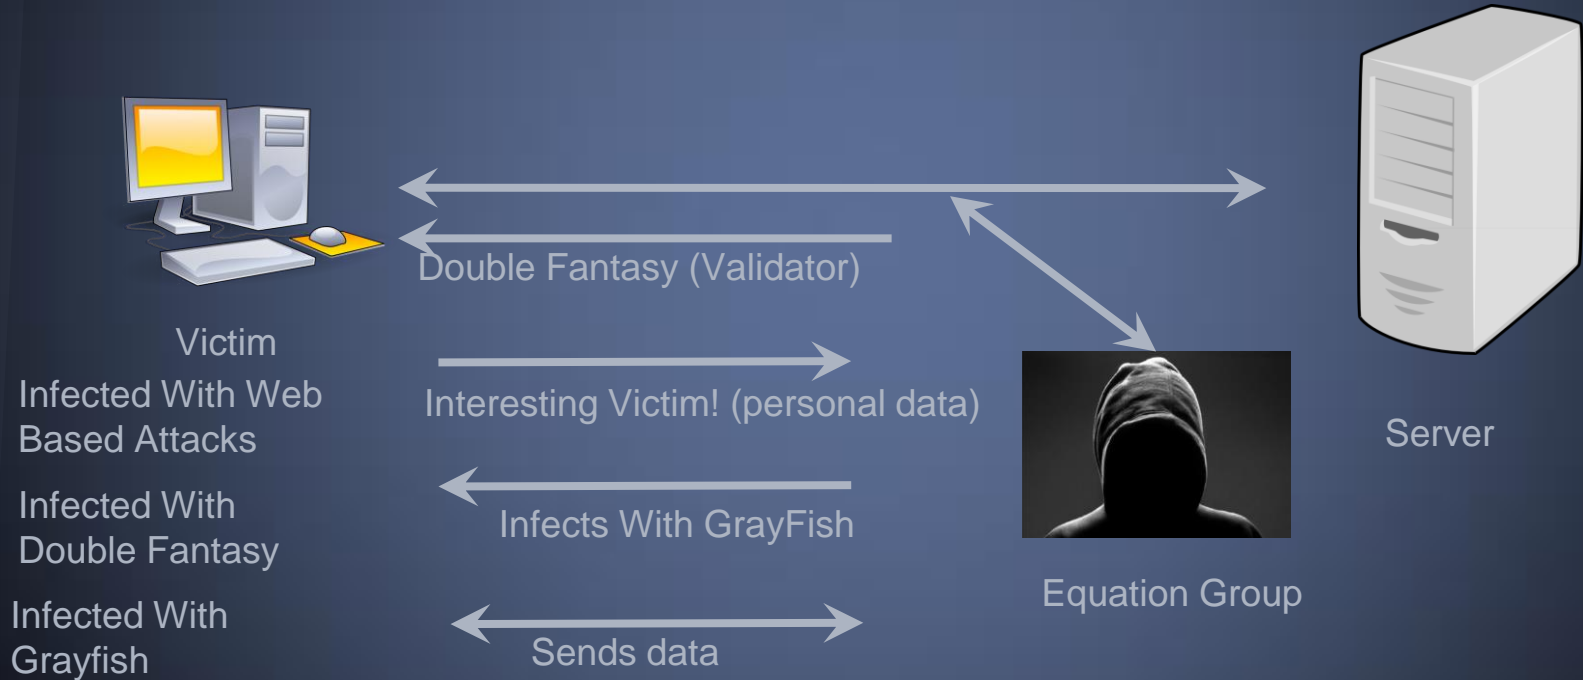 Double Fantasy (Validator)
Victim
Infected With Web
Based Attacks
Interesting Victim! (personal data)
Server
Infected With
Double Fantasy
Infects With GrayFish
Equation Group
Infected With
Grayfish
Sends data